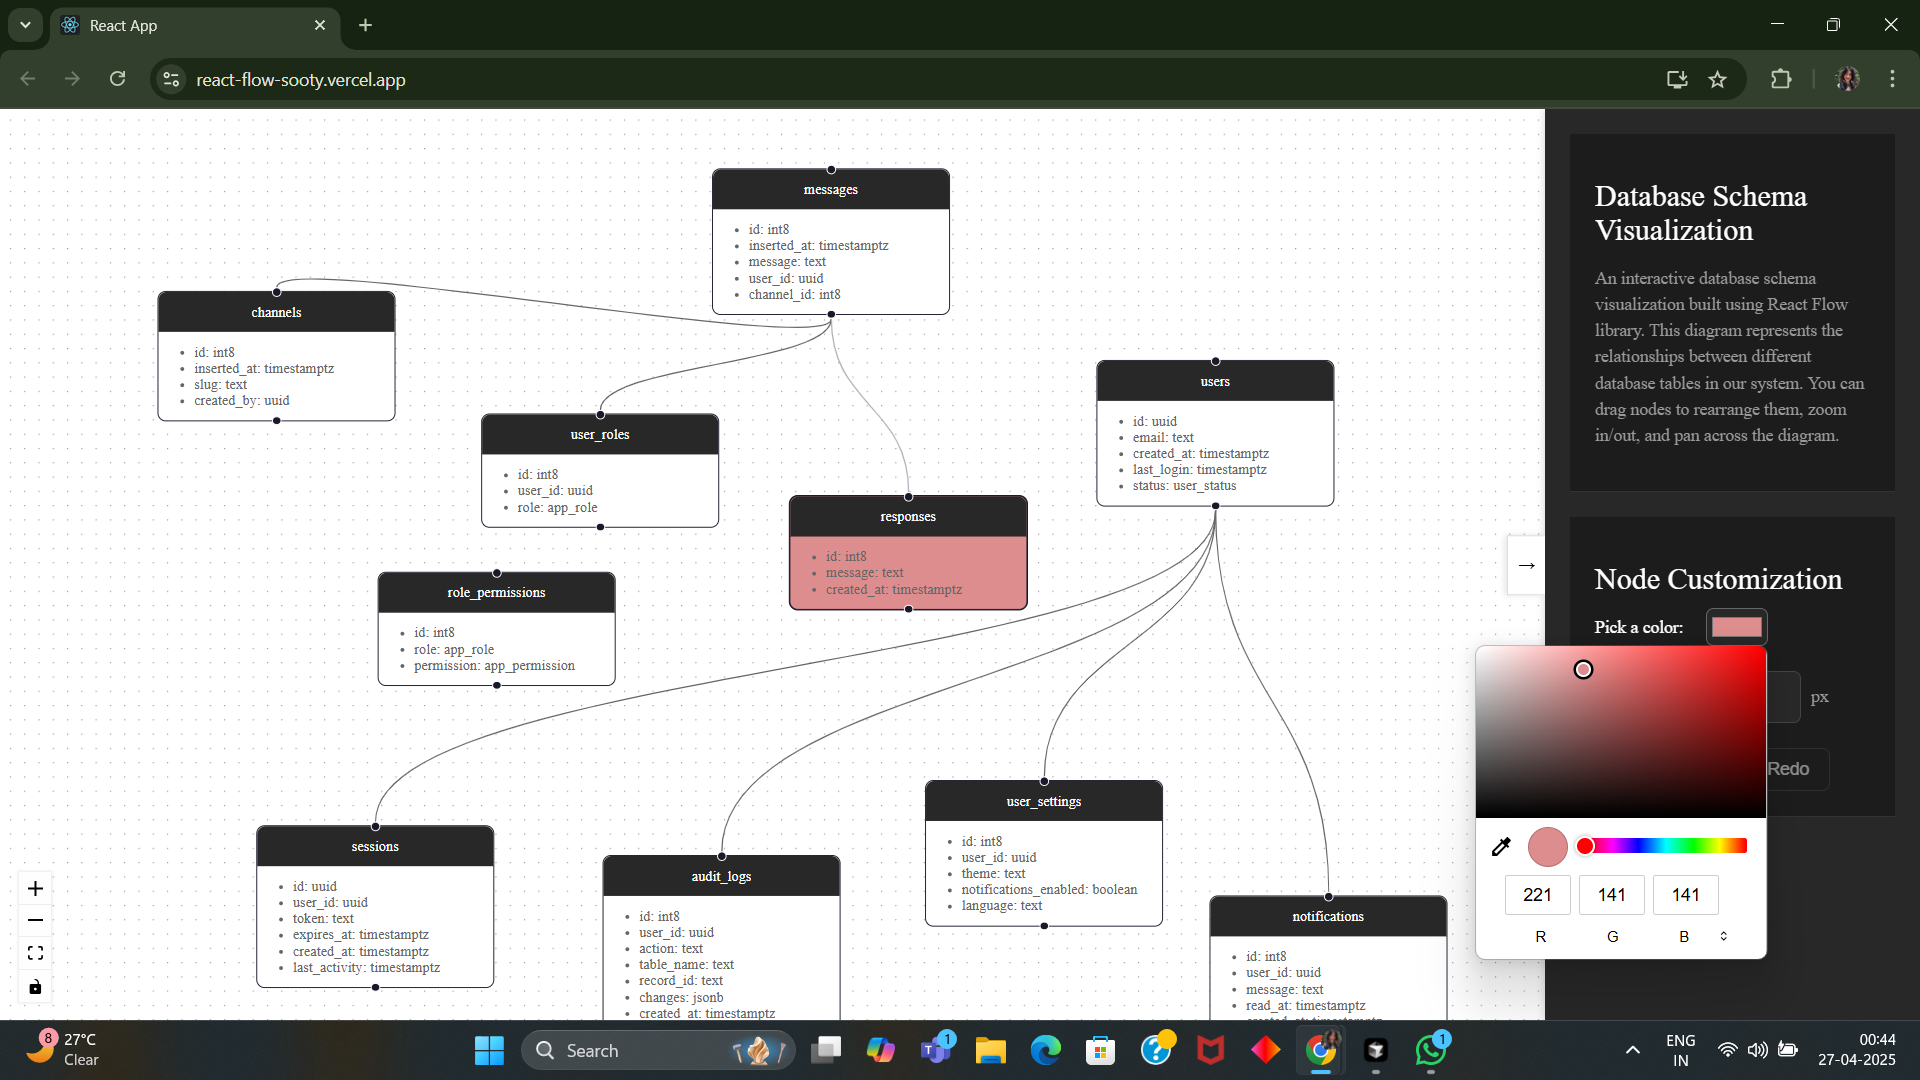 React App
react-flow-sooty.vercel.app
messages
id: int8
inserted_at: timestamptz
message: text
user_id: uuid
channel_id: int8
channels
id: int8
inserted_at: timestamptz
slug: text
created_by: uuid
users
id: uuid
email: text
created_at: timestamptz
last_login: timestamptz
status: user_status
user_roles
id: int8
user_id: uuid
role: app_role
responses
id: int8
message: text
created_at: timestamptz
role_permissions
id: int8
role: app_role
permission: app_permission
user_settings
id: int8
user_id: uuid
theme: text
notifications_enabled: boolean
language: text
sessions
id: uuid
user_id: uuid
token: text
expires_at: timestamptz
created_at: timestamptz
last_activity: timestamptz
audit_logs
id: int8
user_id: uuid
action: text
table_name: text
record_id: text
changes: jsonb
created_at: timestamptz
notifications
id: int8
user_id: uuid
message: text
read_at: timestamptz
→
Database Schema
Visualization
An interactive database schema
visualization built using React Flow
library. This diagram represents the
relationships between different
database tables in our system. You can
drag nodes to rearrange them, zoom
in/out, and pan across the diagram.
Node Customization
Pick a color:
px
Redo
221 141 141
R G B
8
27°C
Clear
Search
1
1
ENG
IN
00:44
27-04-2025